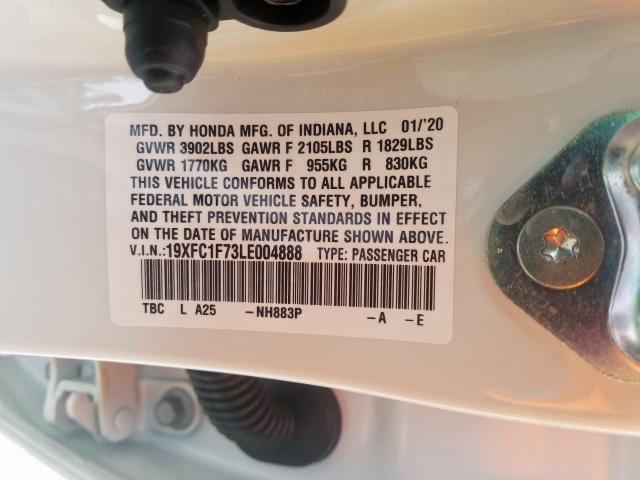 MFD. BY HONDA MFG. OF INDIANA, LLC 01/'20
GVWR 3902LBS GAWR F 2105LBS R 1829LBS
GVWR 1770KG GAWR F 955KG R 830KG
THIS VEHICLE CONFORMS TO ALL APPLICABLE
FEDERAL MOTOR VEHICLE SAFETY, BUMPER,
AND THEFT PREVENTION STANDARDS IN EFFECT
ON THE DATE OF MANUFACTURE SHOWN ABOVE.
V.I.N.:19XFC1F73LE004888 TYPE: PASSENGER CAR
TBC L A25 -NH883P -A -E